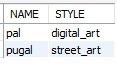 NAME STYLE
pal digital_art
pugal street_art